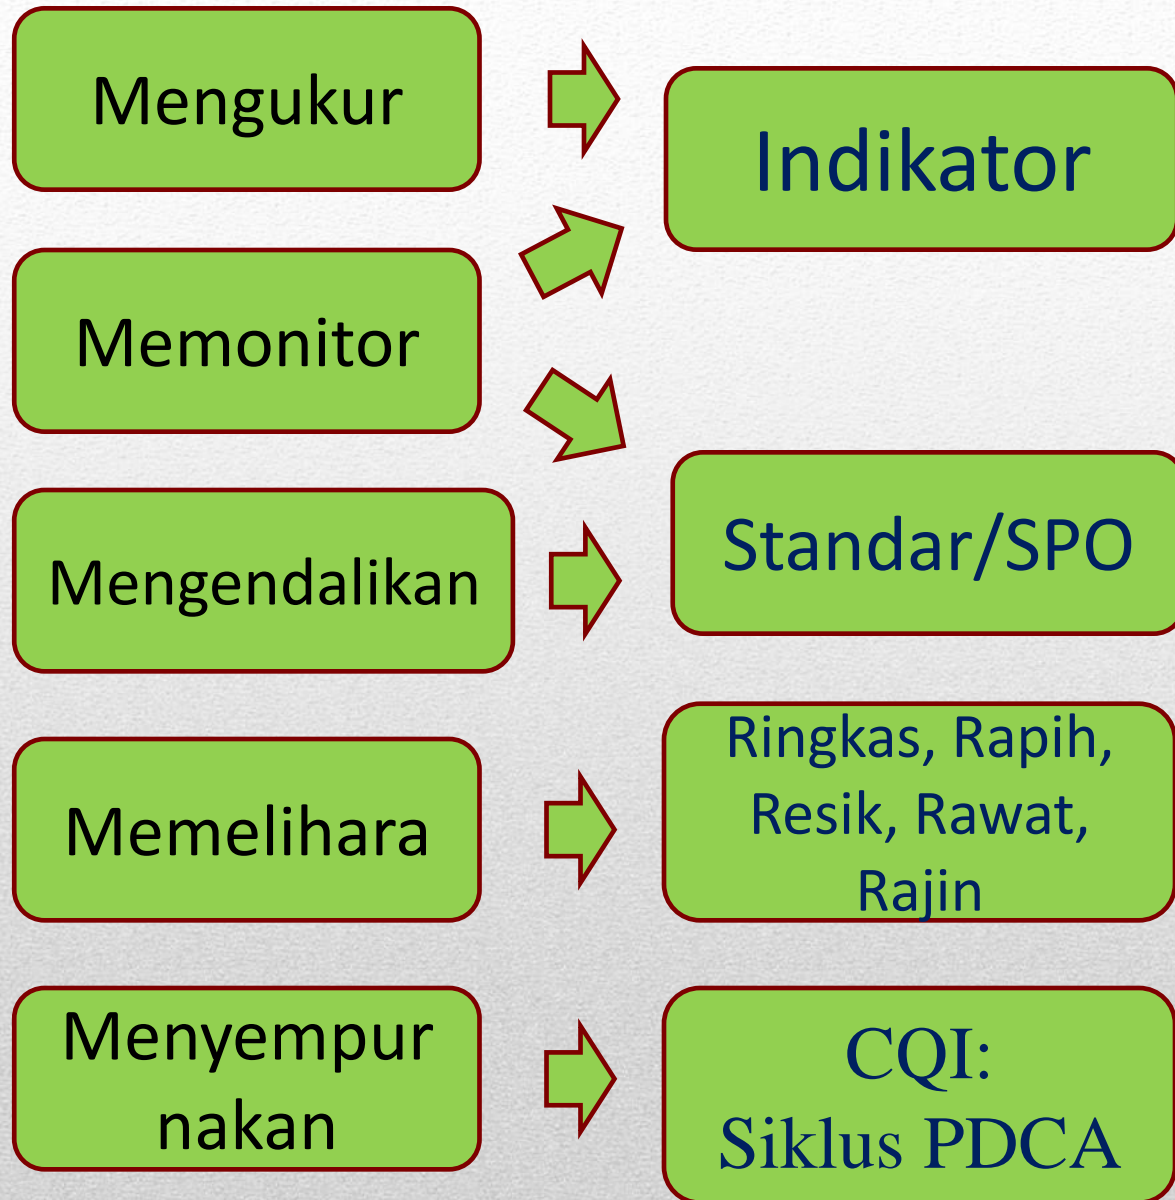 Mengukur
Indikator
Memonitor
Mengendalikan
Standar/SPO
Memelihara
Ringkas, Rapih,
Resik, Rawat,
Rajin
Menyempur
nakan
CQI:
Siklus PDCA